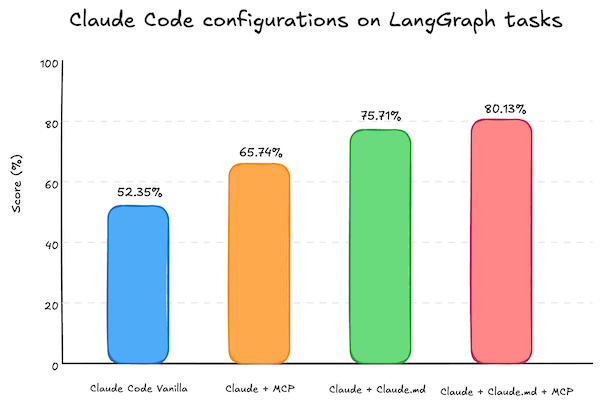 Claude Code configurations on LangGraph tasks
100
80
60
40
20
0
Score (%)
52.35%
65.74%
75.71%
80.13%
Claude Code Vanilla
Claude + MCP
Claude + Claude.md
Claude + Claude.md + MCP